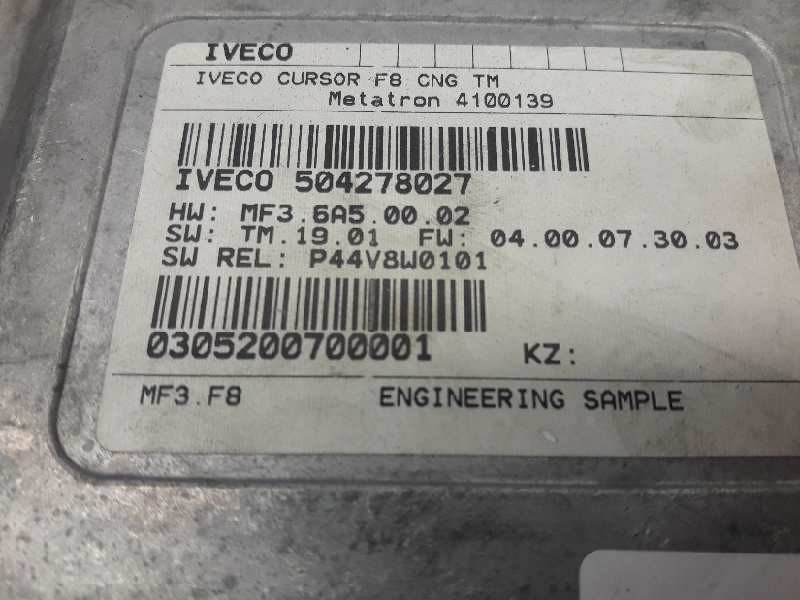 IVECO
IVECO CURSOR F8 CNG TM
Metatron 4100139
IVECO 504278027
HW: MF3.6A5.00.02
SW: TM.19.01 FW: 04.00.07.30.03
SW REL: P44V8W0101
0305200700001 KZ:
MF3.F8 ENGINEERING SAMPLE